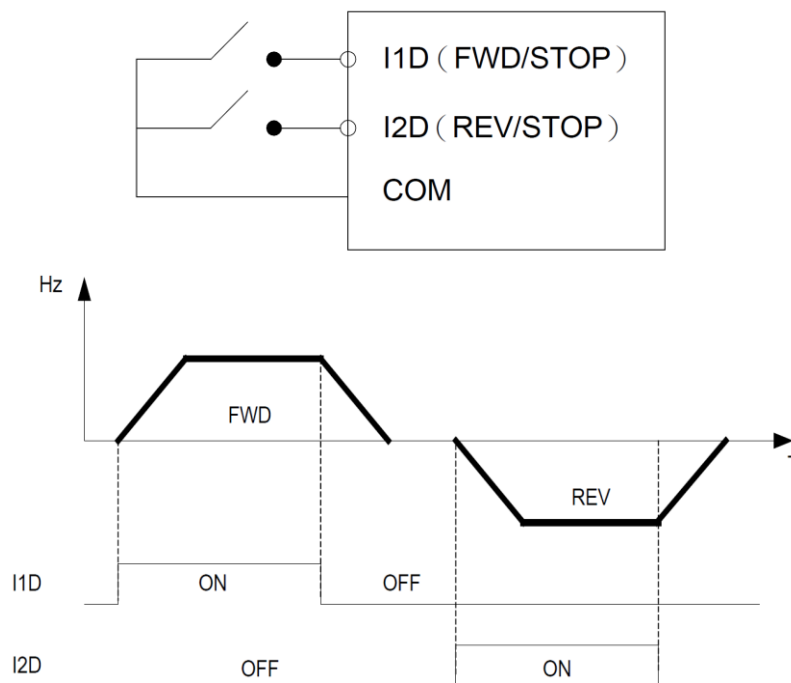 I1D（FWD/STOP）
I2D（REV/STOP）
COM
Hz
FWD
REV
I1D ON OFF
I2D OFF ON